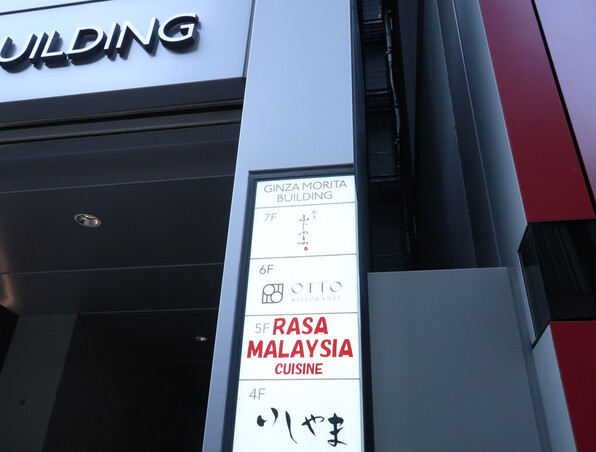 UILDING
GINZA MORITA
BUILDING
7F
6F
OTTO
RISTORANTE
5F RASA
MALAYSIA
CUISINE
4F
いしやま